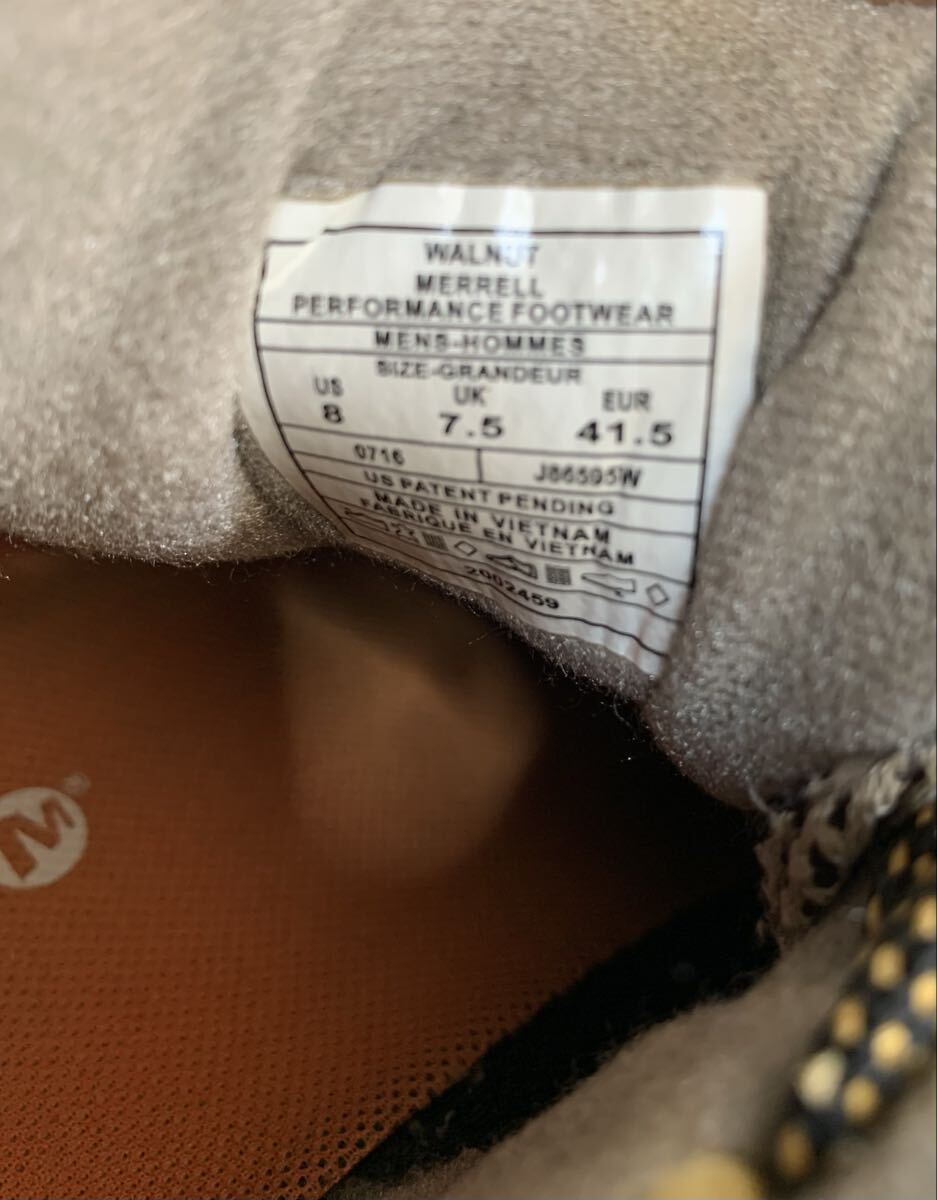 WALNUT
MERRELL
PERFORMANCE FOOTWEAR
MENS-HOMMES
SIZE-GRANDEUR
US UK EUR
8 7.5 41.5
0716 J86595W
US PATENT PENDING
MADE IN VIETNAM
FABRIQUE EN VIETNAM
2002459
M ®